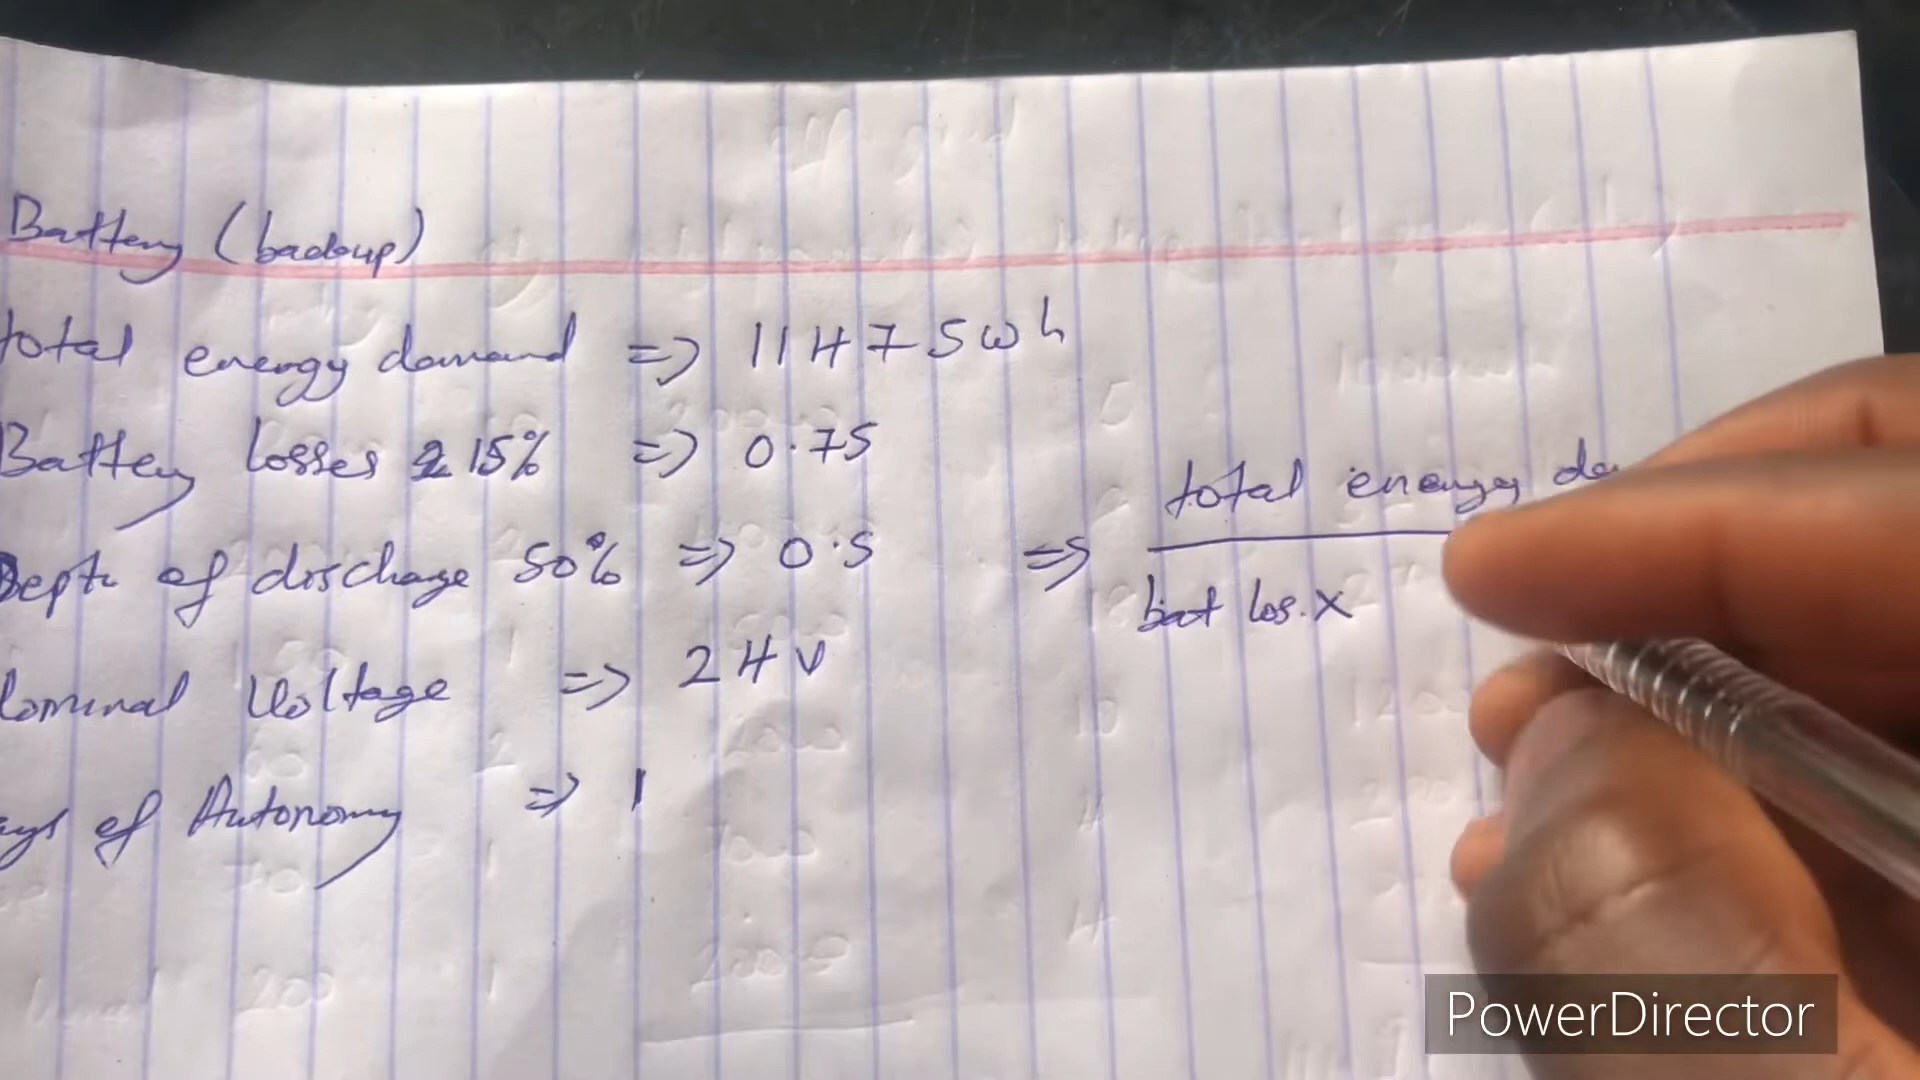 Battery (backup)
total energy demand => 11475wh
Battery losses 15% => 0.75
Depth of discharge 50% => 0.5
Nominal Voltage => 24V
ays of Autonomy => 1
=> total energy de
bat los. x
PowerDirector